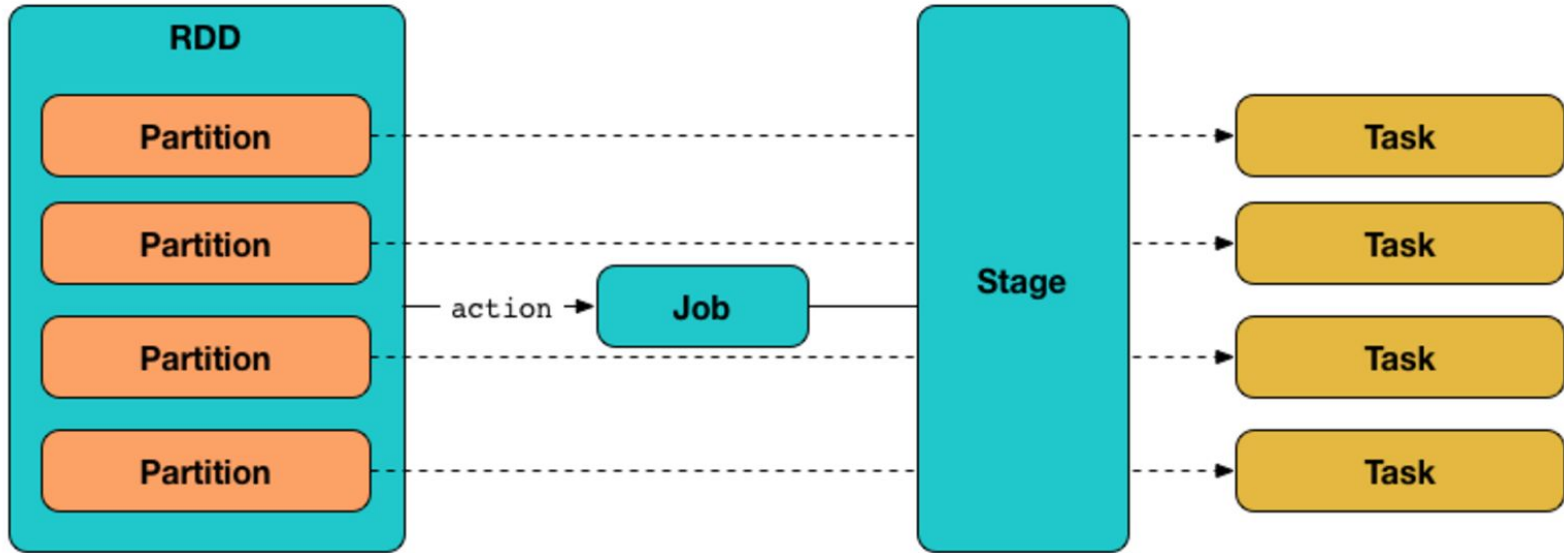 RDD
Partition
Partition
Partition
Partition
action
Job
Stage
Task
Task
Task
Task